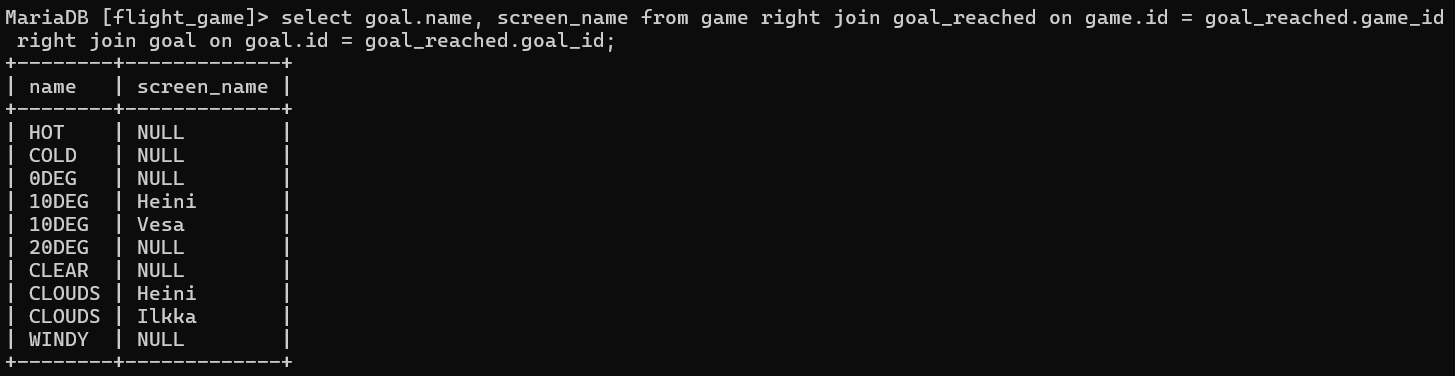 MariaDB [flight_game]> select goal.name, screen_name from game right join goal_reached on game.id = goal_reached.game_id
 right join goal on goal.id = goal_reached.goal_id;
+--------+-------------+
| name   | screen_name |
+--------+-------------+
| HOT    | NULL        |
| COLD   | NULL        |
| 0DEG   | NULL        |
| 10DEG  | Heini       |
| 10DEG  | Vesa        |
| 20DEG  | NULL        |
| CLEAR  | NULL        |
| CLOUDS | Heini       |
| CLOUDS | Ilkka       |
| WINDY  | NULL        |
+--------+-------------+